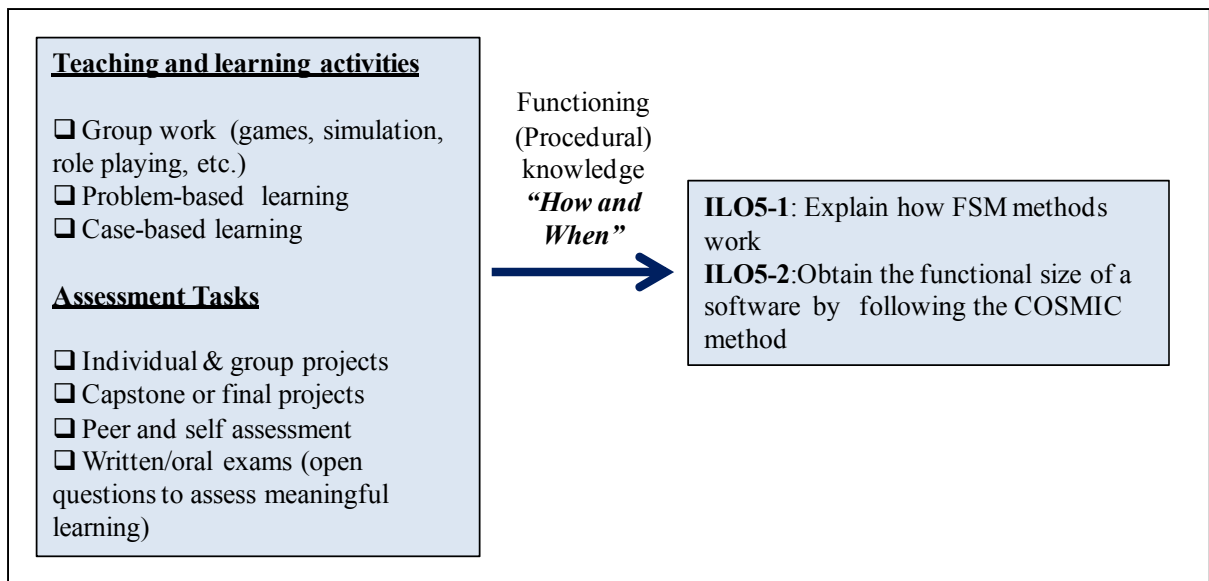 Teaching and learning activities
❑ Group work (games, simulation,
role playing, etc.)
❑ Problem-based learning
❑ Case-based learning
Assessment Tasks
❑ Individual & group projects
❑ Capstone or final projects
❑ Peer and self assessment
❑ Written/oral exams (open
questions to assess meaningful
learning)
Functioning
(Procedural)
knowledge
“How and
When”
ILO5-1: Explain how FSM methods
work
ILO5-2:Obtain the functional size of a
software by following the COSMIC
method